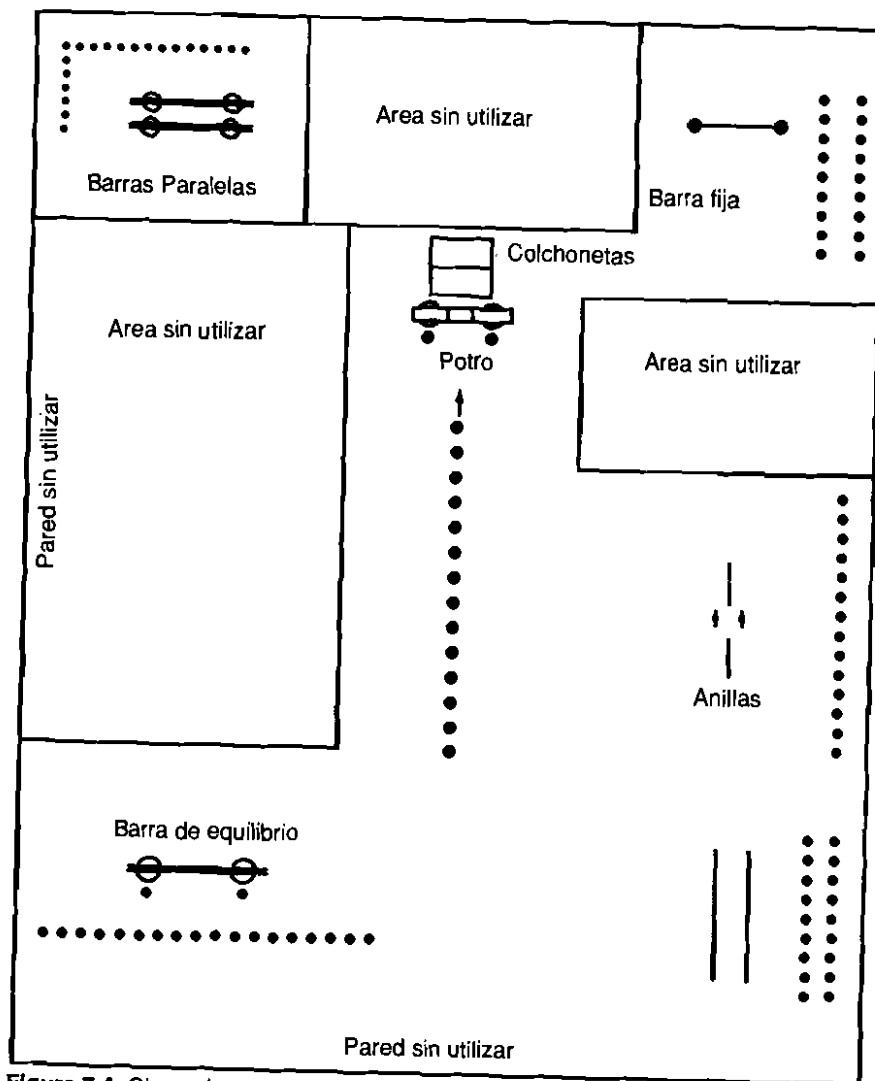 Area sin utilizar
Barras Paralelas
Barra fija
Colchonetas
Area sin utilizar
Potro
Area sin utilizar
Pared sin utilizar
Anillas
Barra de equilibrio
Pared sin utilizar